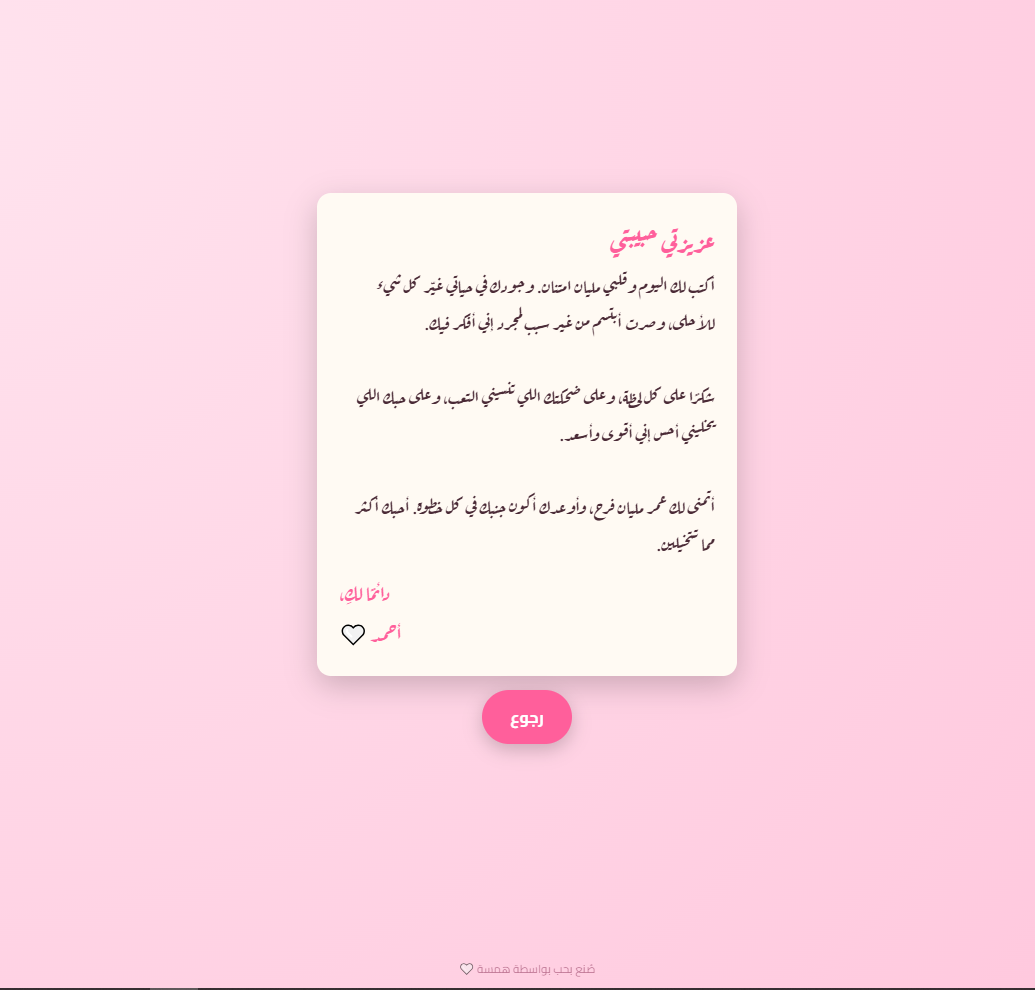 عزيزتي حبيبتي
أكتب لك اليوم وقلبي مليان امتنان. وجودك في حياتي غيّر كل شيء
للأحلى، وصرت أبتسم من غير سبب لمجرد إنّي أفكر فيك.
شكرًا على كل لحظة، وعلى ضحكتك اللي تنسيني التعب، وعلى حبك اللي
يخليني أحس إنّي أقوى وأسعد.
أتمنى لك عمر مليان فرح، وأوعدك أكون جنبك في كل خطوة. أحبك أكثر
مما تتخيلين.
دائمًا لكِ،
أحمد 🤍
رجوع
صُنع بحب بواسطة همسة 🤍